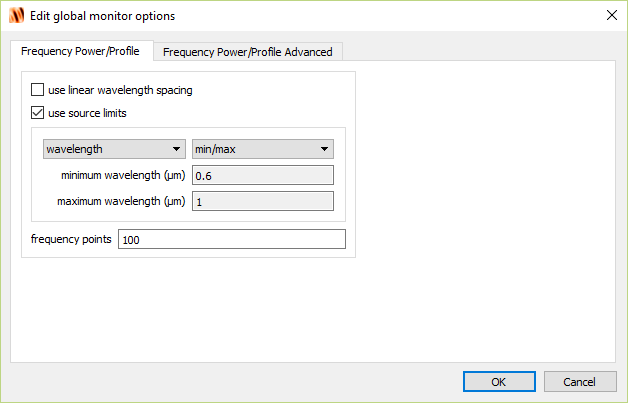 Edit global monitor options
Frequency Power/Profile
Frequency Power/Profile Advanced
use linear wavelength spacing
use source limits
wavelength
min/max
minimum wavelength (μm)
0.6
maximum wavelength (μm)
1
frequency points
100
OK
Cancel